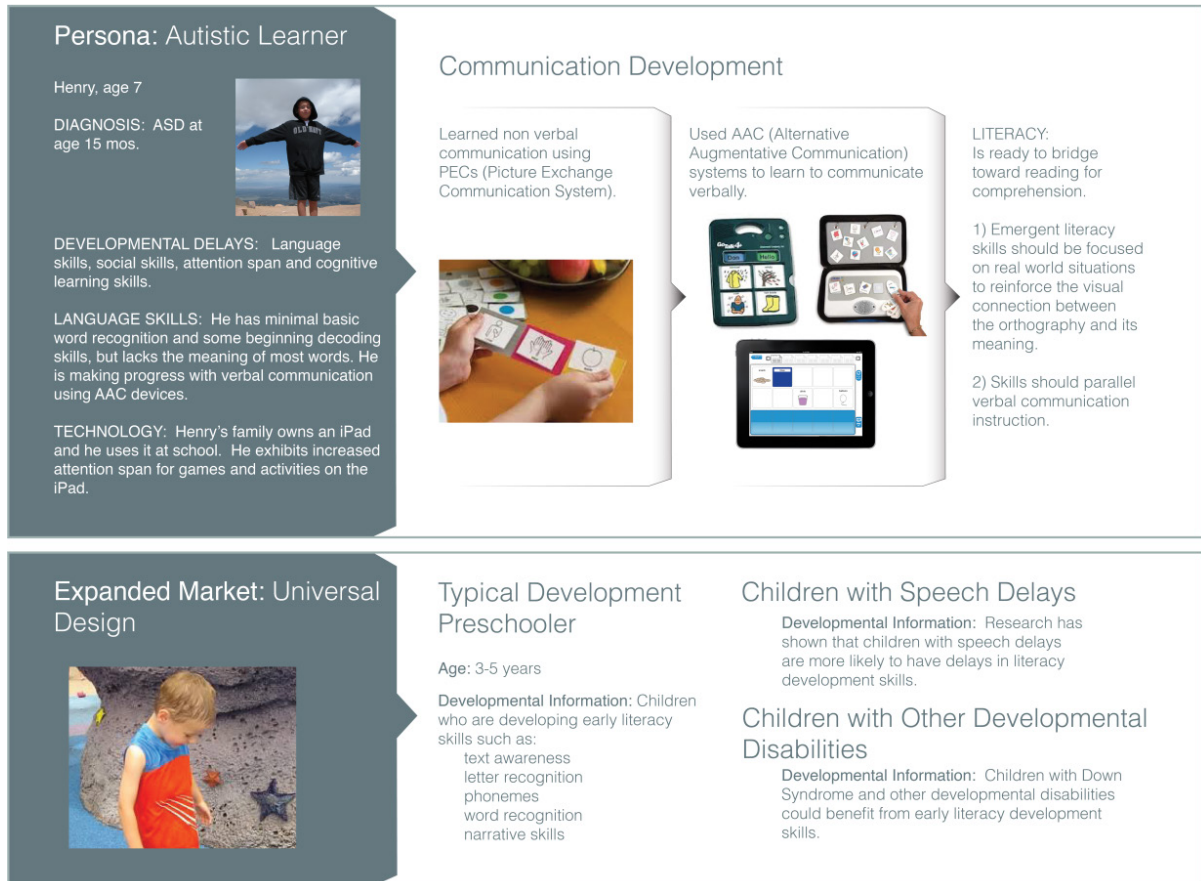 Persona: Autistic Learner
Henry, age 7
DIAGNOSIS: ASD at
age 15 mos.
OLD NAVY
DEVELOPMENTAL DELAYS: Language
skills, social skills, attention span and cognitive
learning skills.
LANGUAGE SKILLS: He has minimal basic
word recognition and some beginning decoding
skills, but lacks the meaning of most words. He
is making progress with verbal communication
using AAC devices.
TECHNOLOGY: Henry's family owns an iPad
and he uses it at school. He exhibits increased
attention span for games and activities on the
iPad.
Communication Development
Learned non verbal
communication using
PECs (Picture Exchange
Communication System).
Used AAC (Alternative
Augmentative Communication)
systems to learn to communicate
verbally.
LITERACY:
Is ready to bridge
toward reading for
comprehension.
1) Emergent literacy
skills should be focused
on real world situations
to reinforce the visual
connection between
the orthography and its
meaning.
2) Skills should parallel
verbal communication
instruction.
Expanded Market: Universal
Design
Typical Development
Preschooler
Age: 3-5 years
Developmental Information: Children
who are developing early literacy
skills such as:
text awareness
letter recognition
phonemes
word recognition
narrative skills
Children with Speech Delays
Developmental Information: Research has
shown that children with speech delays
are more likely to have delays in literacy
development skills.
Children with Other Developmental
Disabilities
Developmental Information: Children with Down
Syndrome and other developmental disabilities
could benefit from early literacy development
skills.